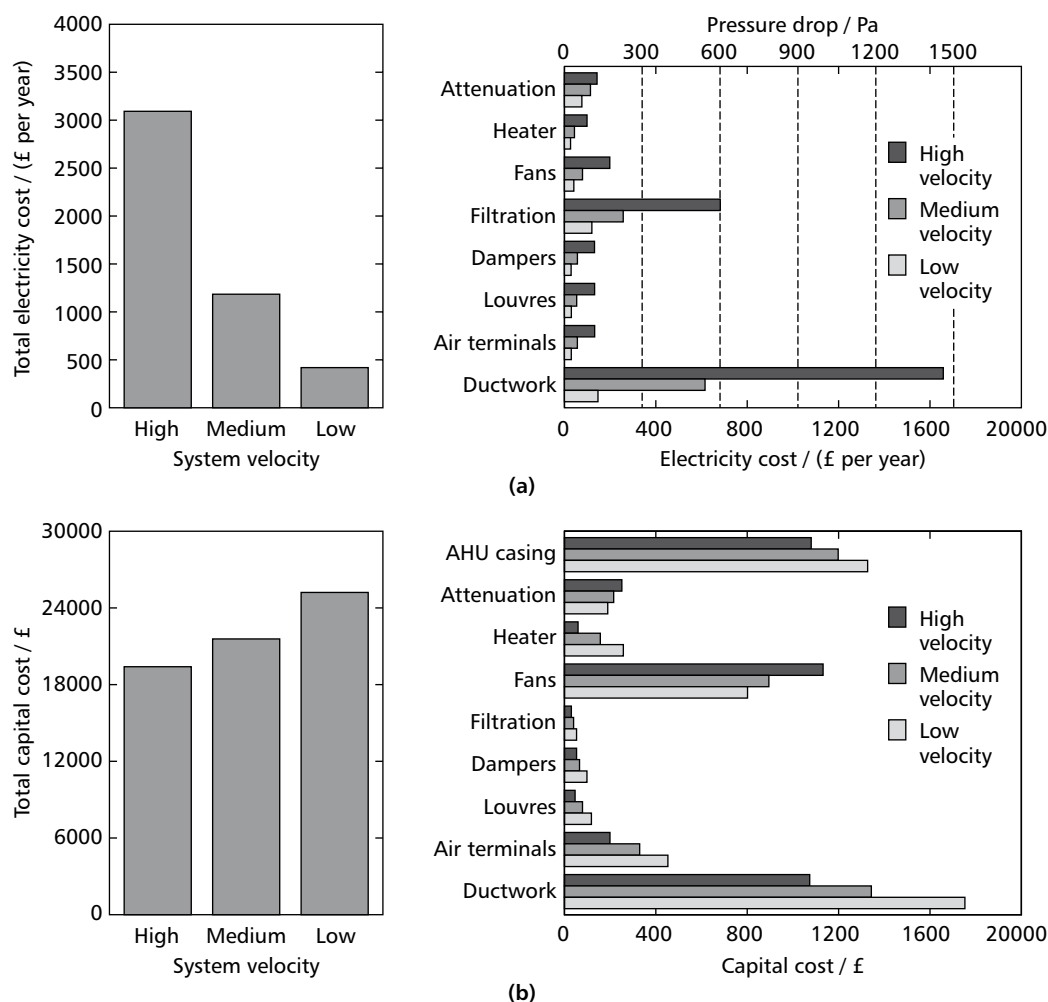 4000
3500
3000
2500
2000
1500
1000
500
0
Total electricity cost / (£ per year)
High Medium Low
System velocity
Pressure drop / Pa
0 300 600 900 1200 1500
Attenuation
Heater
Fans
Filtration
Dampers
Louvres
Air terminals
Ductwork
High
velocity
Medium
velocity
Low
velocity
0 400 800 1200 1600 20000
Electricity cost / (£ per year)
(a)
30000
24000
18000
12000
6000
0
Total capital cost / £
High Medium Low
System velocity
AHU casing
Attenuation
Heater
Fans
Filtration
Dampers
Louvres
Air terminals
Ductwork
High
velocity
Medium
velocity
Low
velocity
0 400 800 1200 1600 20000
Capital cost / £
(b)